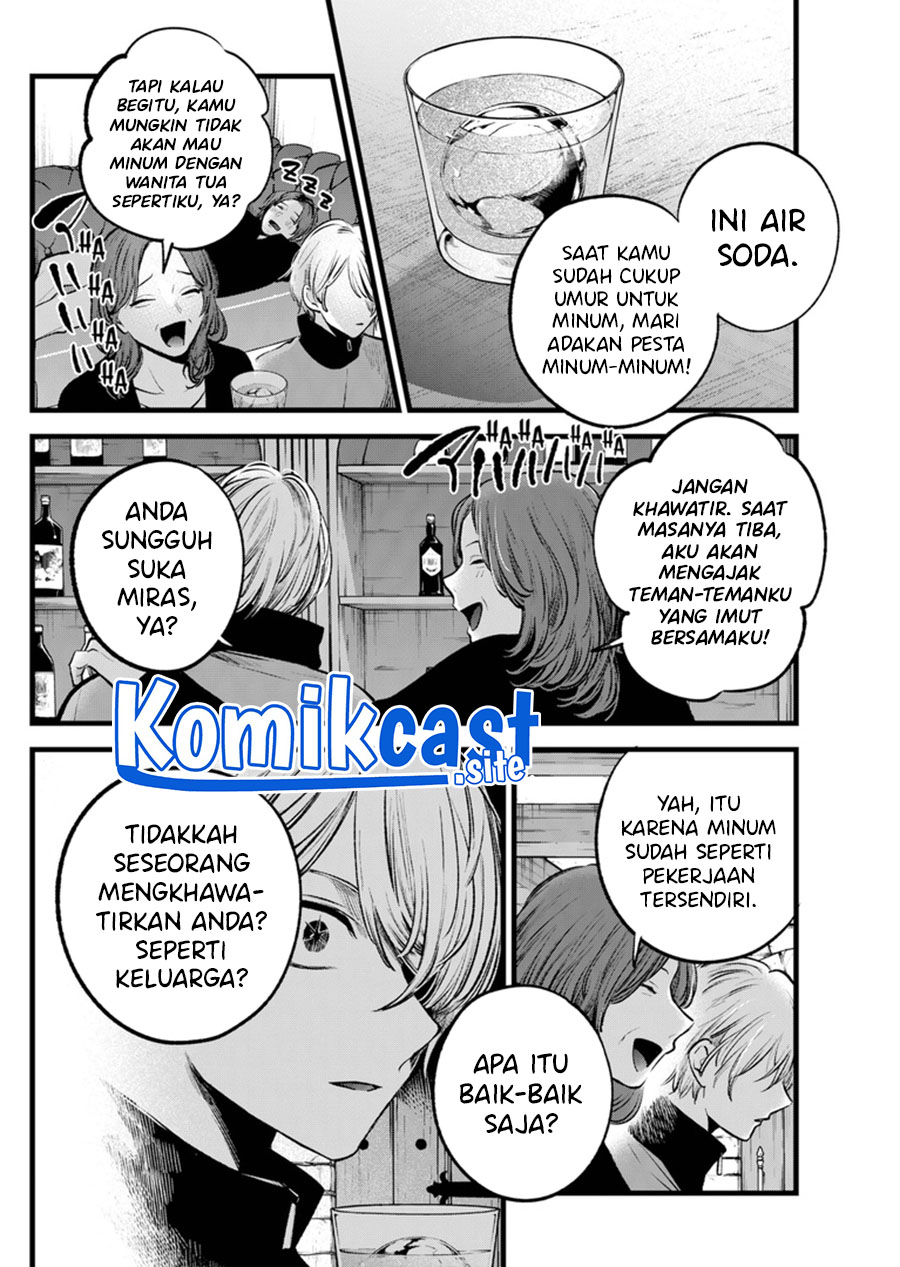 INI AIR
SODA.
SAAT KAMU
SUDAH CUKUP
UMUR UNTUK
MINUM, MARI
ADAKAN PESTA
MINUM-MINUM!
TAPI KALAU
BEGITU, KAMU
MUNGKIN TIDAK
AKAN MAU
MINUM DENGAN
WANITA TUA
SEPERTIKU, YA?
ZZZ
HA
HA
HA
HA
HA HA HA HA
JANGAN
KHAWATIR. SAAT
MASANYA TIBA,
AKU AKAN
MENGAJAK
TEMAN-TEMANKU
YANG IMUT
BERSAMAKU!
ANDA
SUNGGUH
SUKA
MIRAS,
YA?
Komikcast
.site
YAH, ITU
KARENA MINUM
SUDAH SEPERTI
PEKERJAAN
TERSENDIRI.
APA ITU
BAIK-BAIK
SAJA?
TIDAKKAH
SESEORANG
MENGKHAWA-
TIRKAN ANDA?
SEPERTI
KELUARGA?